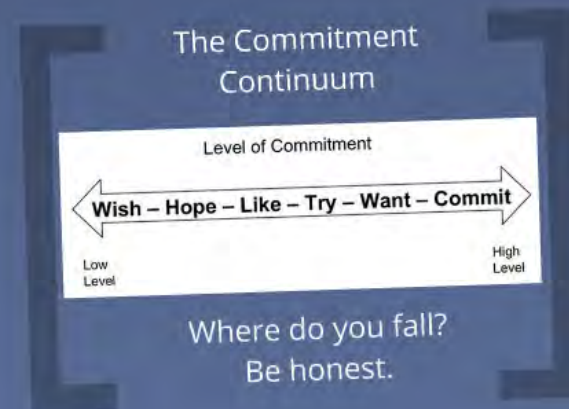 The Commitment
Continuum
Level of Commitment
Wish – Hope – Like – Try – Want – Commit
Low
Level
High
Level
Where do you fall?
Be honest.